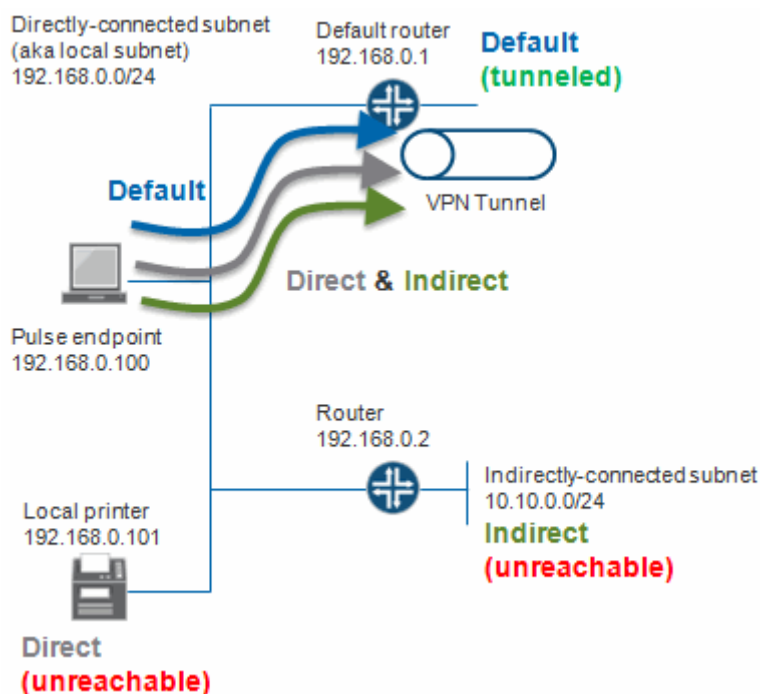 Directly-connected subnet
(aka local subnet)
192.168.0.0/24
Default router
192.168.0.1
Default
(tunneled)
Default
VPN Tunnel
Direct & Indirect
Pulse endpoint
192.168.0.100
Router
192.168.0.2
Indirectly-connected subnet
10.10.0.0/24
Indirect
(unreachable)
Local printer
192.168.0.101
Direct
(unreachable)